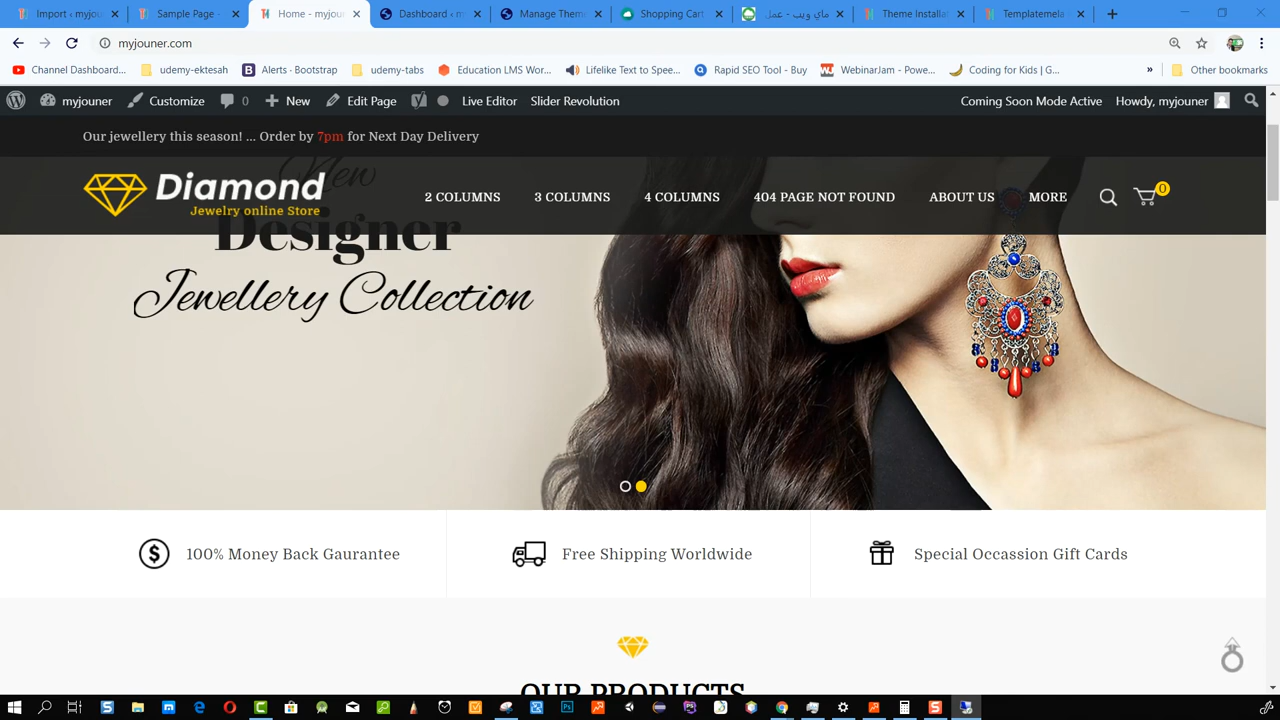 Import ‹ myjou
Sample Page -
Home - myjou
Dashboard ‹ m
Manage Them
Shopping Cart
ماي ويب - عمل
Theme Installa
Templatemela
myjouner.com
Channel Dashboard...
udemy-ektesah
Alerts · Bootstrap
udemy-tabs
Education LMS Wor...
Lifelike Text to Spee...
Rapid SEO Tool - Buy
WebinarJam - Powe...
Coding for Kids | G...
»
Other bookmarks
myjouner
Customize
0
New
Edit Page
Live Editor
Slider Revolution
Coming Soon Mode Active
Howdy, myjouner
Our jewellery this season! ... Order by 7pm for Next Day Delivery
New
Diamond
Jewelry online Store
2 COLUMNS
3 COLUMNS
4 COLUMNS
404 PAGE NOT FOUND
ABOUT US
MORE
0
Designer
Jewellery Collection
100% Money Back Gaurantee
Free Shipping Worldwide
Special Occassion Gift Cards
OUR PRODUCTS